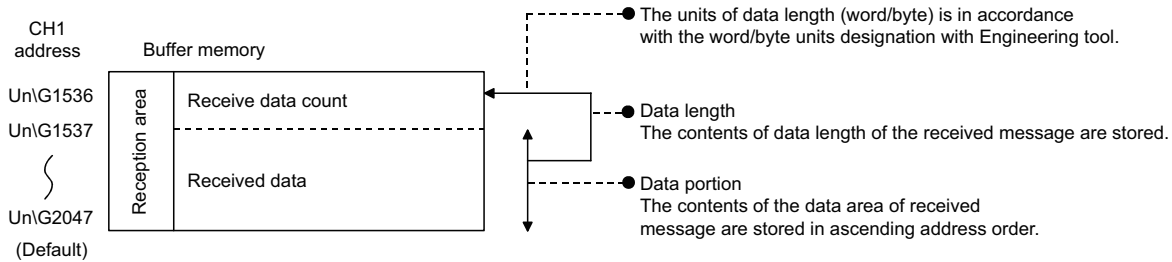 CH1
address
Buffer memory
Un\G1536
Un\G1537
Un\G2047
(Default)
Reception area
Receive data count
Received data
The units of data length (word/byte) is in accordance
with the word/byte units designation with Engineering tool.
Data length
The contents of data length of the received message are stored.
Data portion
The contents of the data area of received
message are stored in ascending address order.